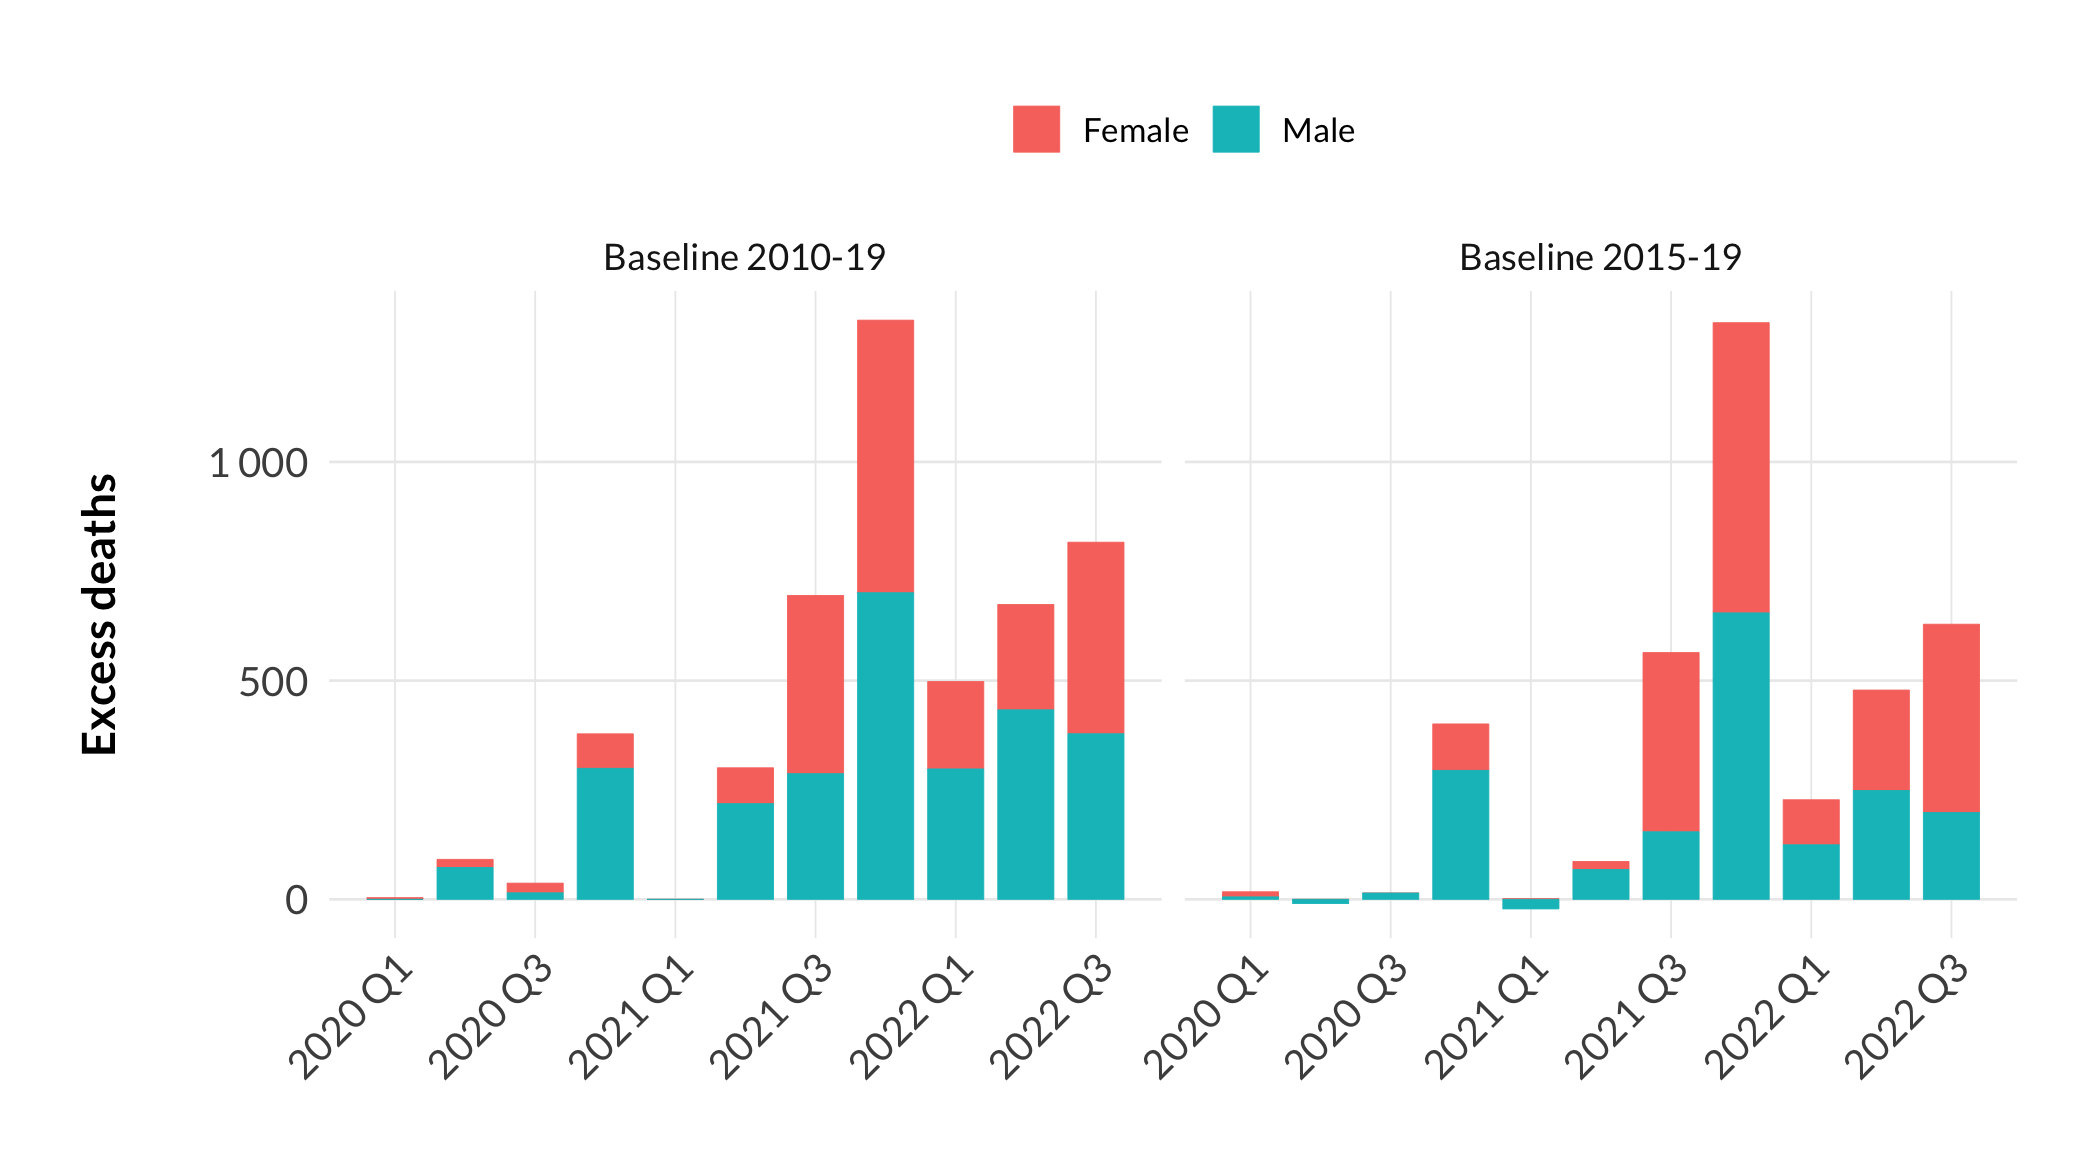 Female Male
Baseline 2010-19 Baseline 2015-19
Excess deaths
1 000
500
0
2020 Q1 2020 Q3 2021 Q1 2021 Q3 2022 Q1 2022 Q3 2020 Q1 2020 Q3 2021 Q1 2021 Q3 2022 Q1 2022 Q3